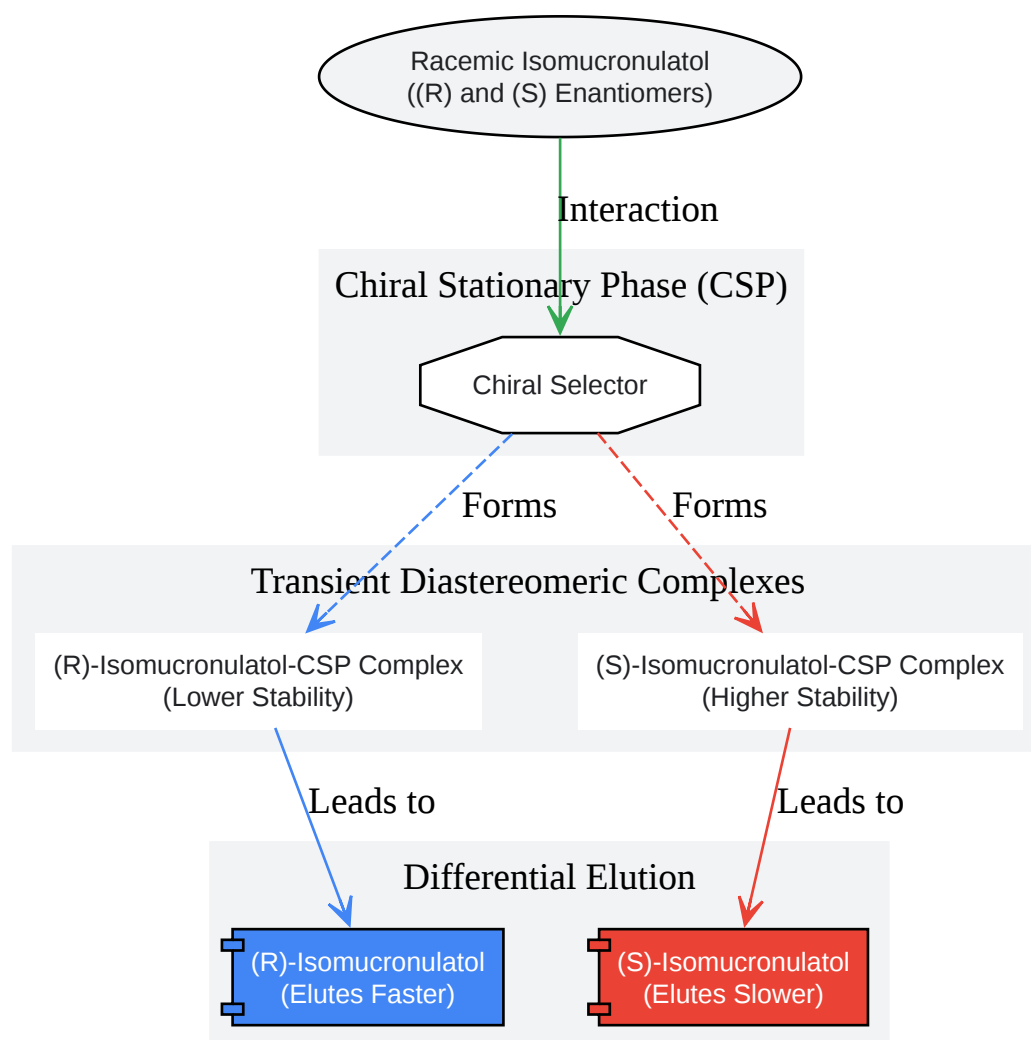 Racemic Isomucronulatol
((R) and (S) Enantiomers)
Interaction
Chiral Stationary Phase (CSP)
Chiral Selector
Forms
Forms
Transient Diastereomeric Complexes
(R)-Isomucronulatol-CSP Complex
(Lower Stability)
(S)-Isomucronulatol-CSP Complex
(Higher Stability)
Leads to
Leads to
Differential Elution
(R)-Isomucronulatol
(Elutes Faster)
(S)-Isomucronulatol
(Elutes Slower)